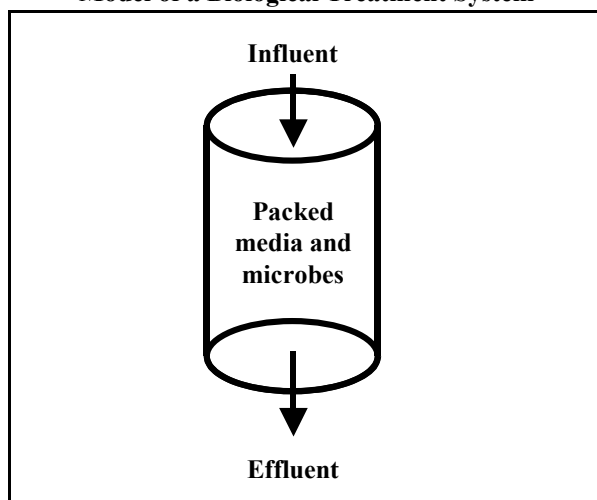 Model of a Biological Treatment System
Influent
Packed
media and
microbes
Effluent